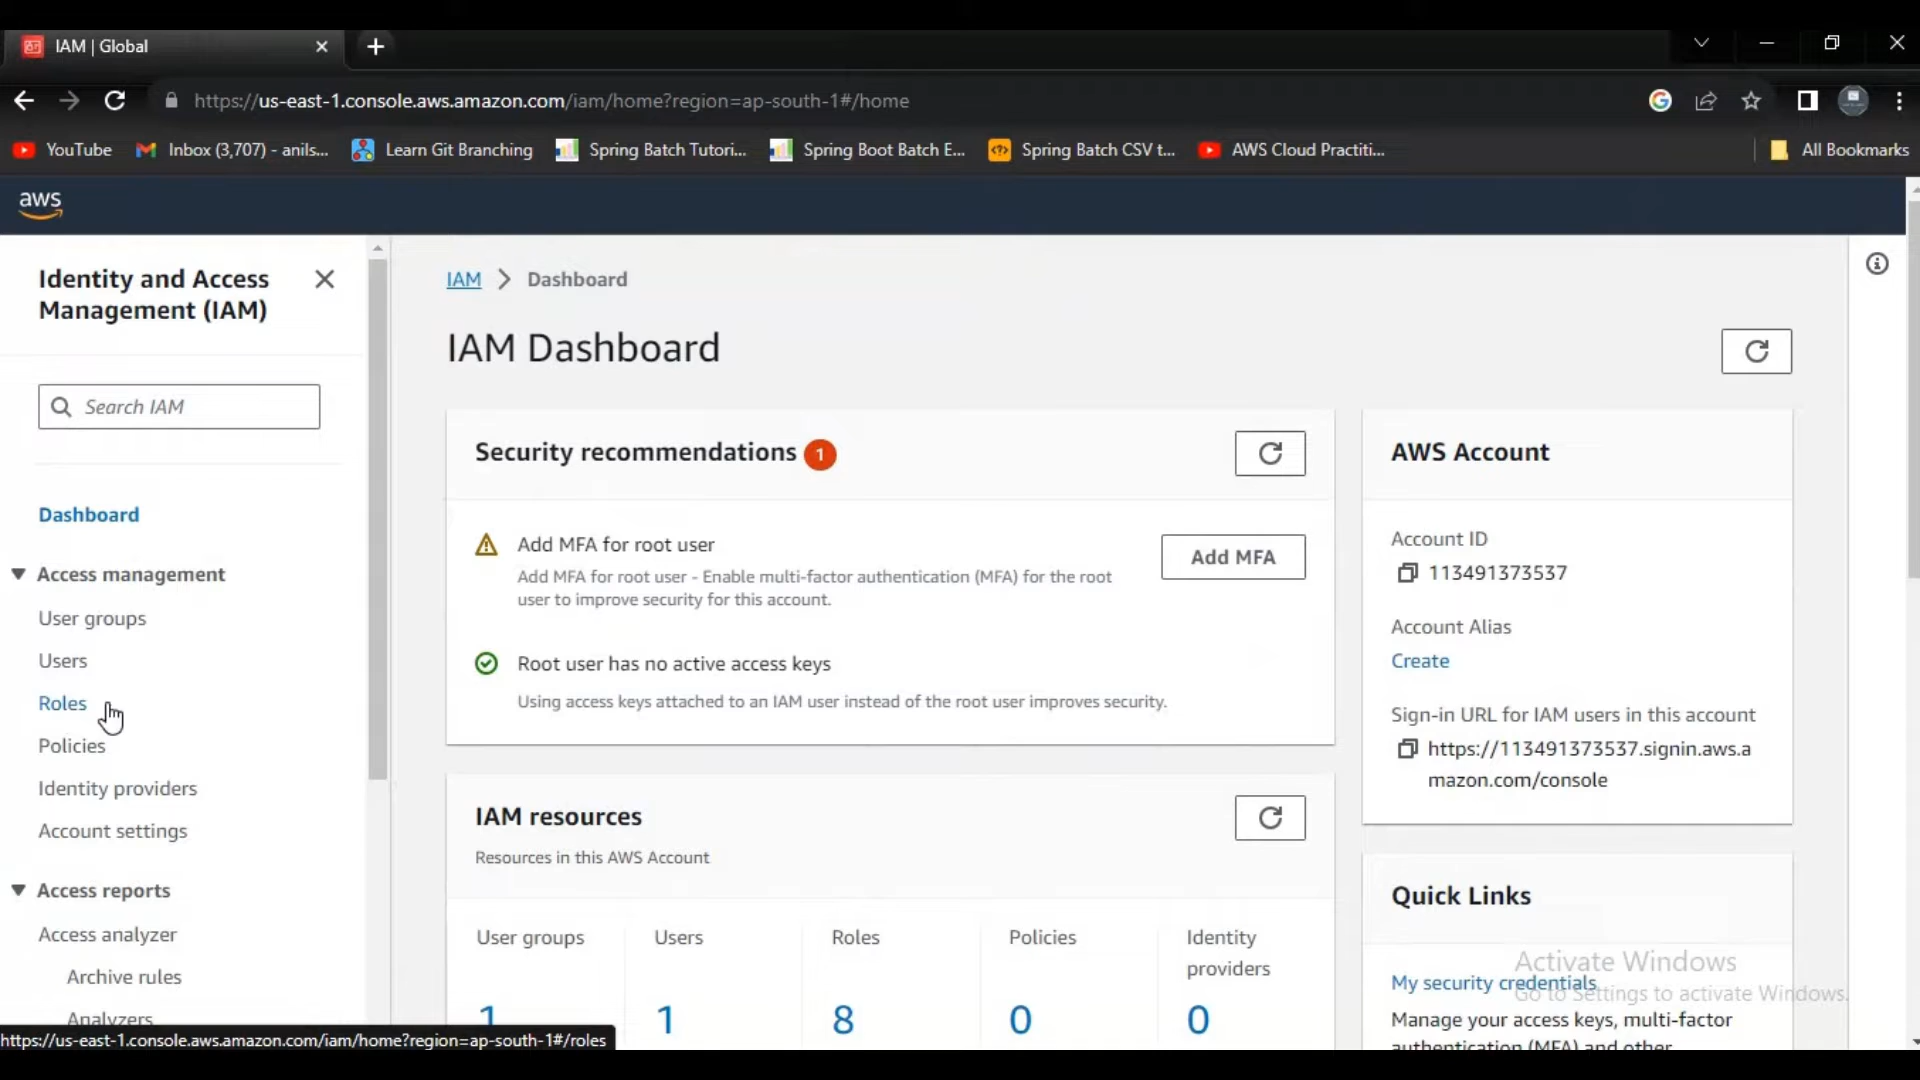 IAM | Global
https://us-east-1.console.aws.amazon.com/iam/home?region=ap-south-1#/home
YouTube
Inbox (3,707) - anils...
Learn Git Branching
Spring Batch Tutori...
Spring Boot Batch E...
Spring Batch CSV t...
AWS Cloud Practiti...
All Bookmarks
aws
Identity and Access
Management (IAM)
Search IAM
Dashboard
Access management
User groups
Users
Roles
Policies
Identity providers
Account settings
Access reports
Access analyzer
Archive rules
Analyzers
https://us-east-1.console.aws.amazon.com/iam/home?region=ap-south-1#/roles
IAM > Dashboard
IAM Dashboard
Security recommendations 1
Add MFA for root user
Add MFA for root user - Enable multi-factor authentication (MFA) for the root
user to improve security for this account.
Add MFA
Root user has no active access keys
Using access keys attached to an IAM user instead of the root user improves security.
IAM resources
Resources in this AWS Account
User groups
Users
Roles
Policies
Identity
providers
1
1
8
0
0
AWS Account
Account ID
113491373537
Account Alias
Create
Sign-in URL for IAM users in this account
https://113491373537.signin.aws.a
mazon.com/console
Quick Links
My security credentials
Manage your access keys, multi-factor
authentication (MFA) and other
Activate Windows
Go to Settings to activate Windows.